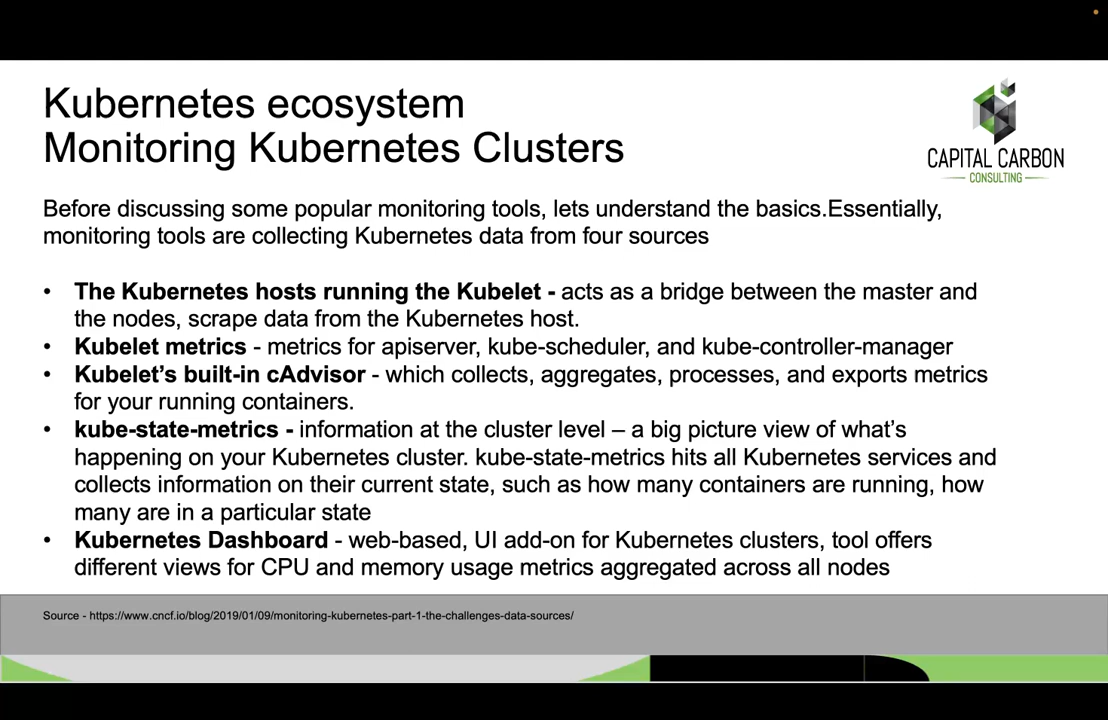 Kubernetes ecosystem
Monitoring Kubernetes Clusters
CAPITAL CARBON
CONSULTING
Before discussing some popular monitoring tools, lets understand the basics.Essentially,
monitoring tools are collecting Kubernetes data from four sources
• The Kubernetes hosts running the Kubelet - acts as a bridge between the master and
the nodes, scrape data from the Kubernetes host.
• Kubelet metrics - metrics for apiserver, kube-scheduler, and kube-controller-manager
• Kubelet’s built-in cAdvisor - which collects, aggregates, processes, and exports metrics
for your running containers.
• kube-state-metrics - information at the cluster level – a big picture view of what’s
happening on your Kubernetes cluster. kube-state-metrics hits all Kubernetes services and
collects information on their current state, such as how many containers are running, how
many are in a particular state
• Kubernetes Dashboard - web-based, UI add-on for Kubernetes clusters, tool offers
different views for CPU and memory usage metrics aggregated across all nodes
Source - https://www.cncf.io/blog/2019/01/09/monitoring-kubernetes-part-1-the-challenges-data-sources/